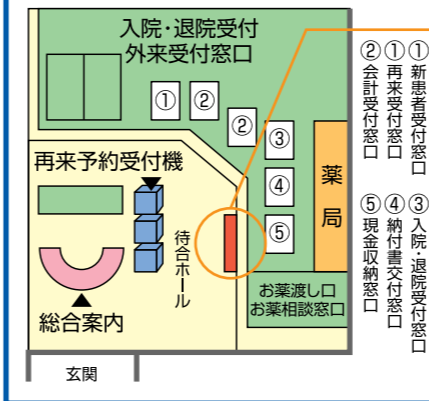 入院・退院受付
外来受付窓口
①
②
②
③
④
⑤
再来予約受付機
待合ホール
総合案内
薬局
お薬渡し口
お薬相談窓口
玄関
①新患者受付窓口
①再来受付窓口
②会計受付窓口
③入院・退院受付窓口
④納付書交付窓口
⑤現金収納窓口